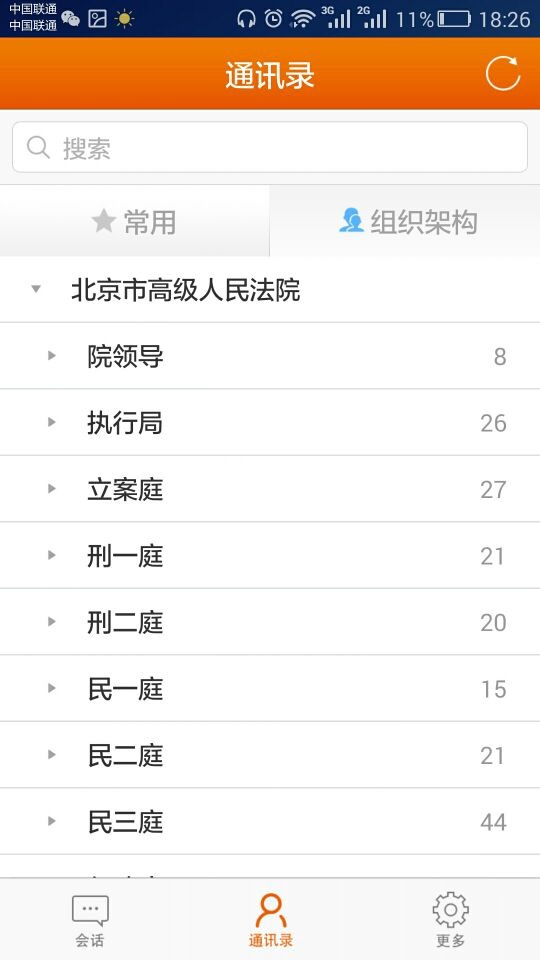 中国联通
中国联通
3G 2G 11% 18:26
通讯录
搜索
常用 组织架构
北京市高级人民法院
院领导 8
执行局 26
立案庭 27
刑一庭 21
刑二庭 20
民一庭 15
民二庭 21
民三庭 44
会话 通讯录 更多